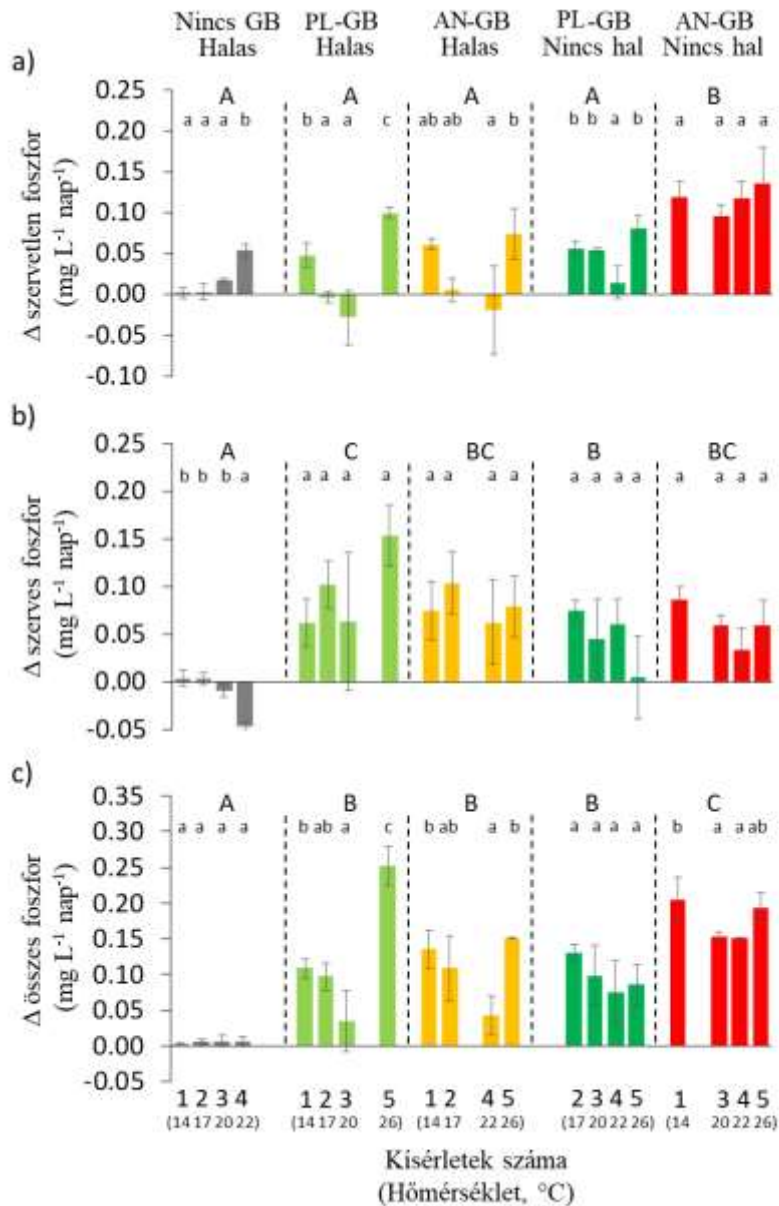 Nincs GB PL-GB AN-GB PL-GB AN-GB
Halas Halas Halas Nincs hal Nincs hal
a)
A A A A B
a a a b b a a c ab ab a b b b a b a a a a
0.25
0.20
0.15
0.10
0.05
0.00
-0.05
-0.10
Δ szervetlen foszfor
(mg L⁻¹ nap⁻¹)
b)
A C BC B BC
b b b a a a a a a a a a a a a a a a a a
0.25
0.20
0.15
0.10
0.05
0.00
-0.05
Δ szerves foszfor
(mg L⁻¹ nap⁻¹)
c)
A B B B C
a a a a b ab a c b ab a b a a a a b a a ab
0.35
0.30
0.25
0.20
0.15
0.10
0.05
0.00
0.05
Δ összes foszfor
(mg L⁻¹ nap⁻¹)
1 2 3 4 1 2 3 5 1 2 4 5 2 3 4 5 1 3 4 5
(14 17 20 22) (14 17 20 26) (14 17 22 26) (17 20 22 26) (14 20 22 26)
Kísérletek száma
(Hőmérséklet, °C)